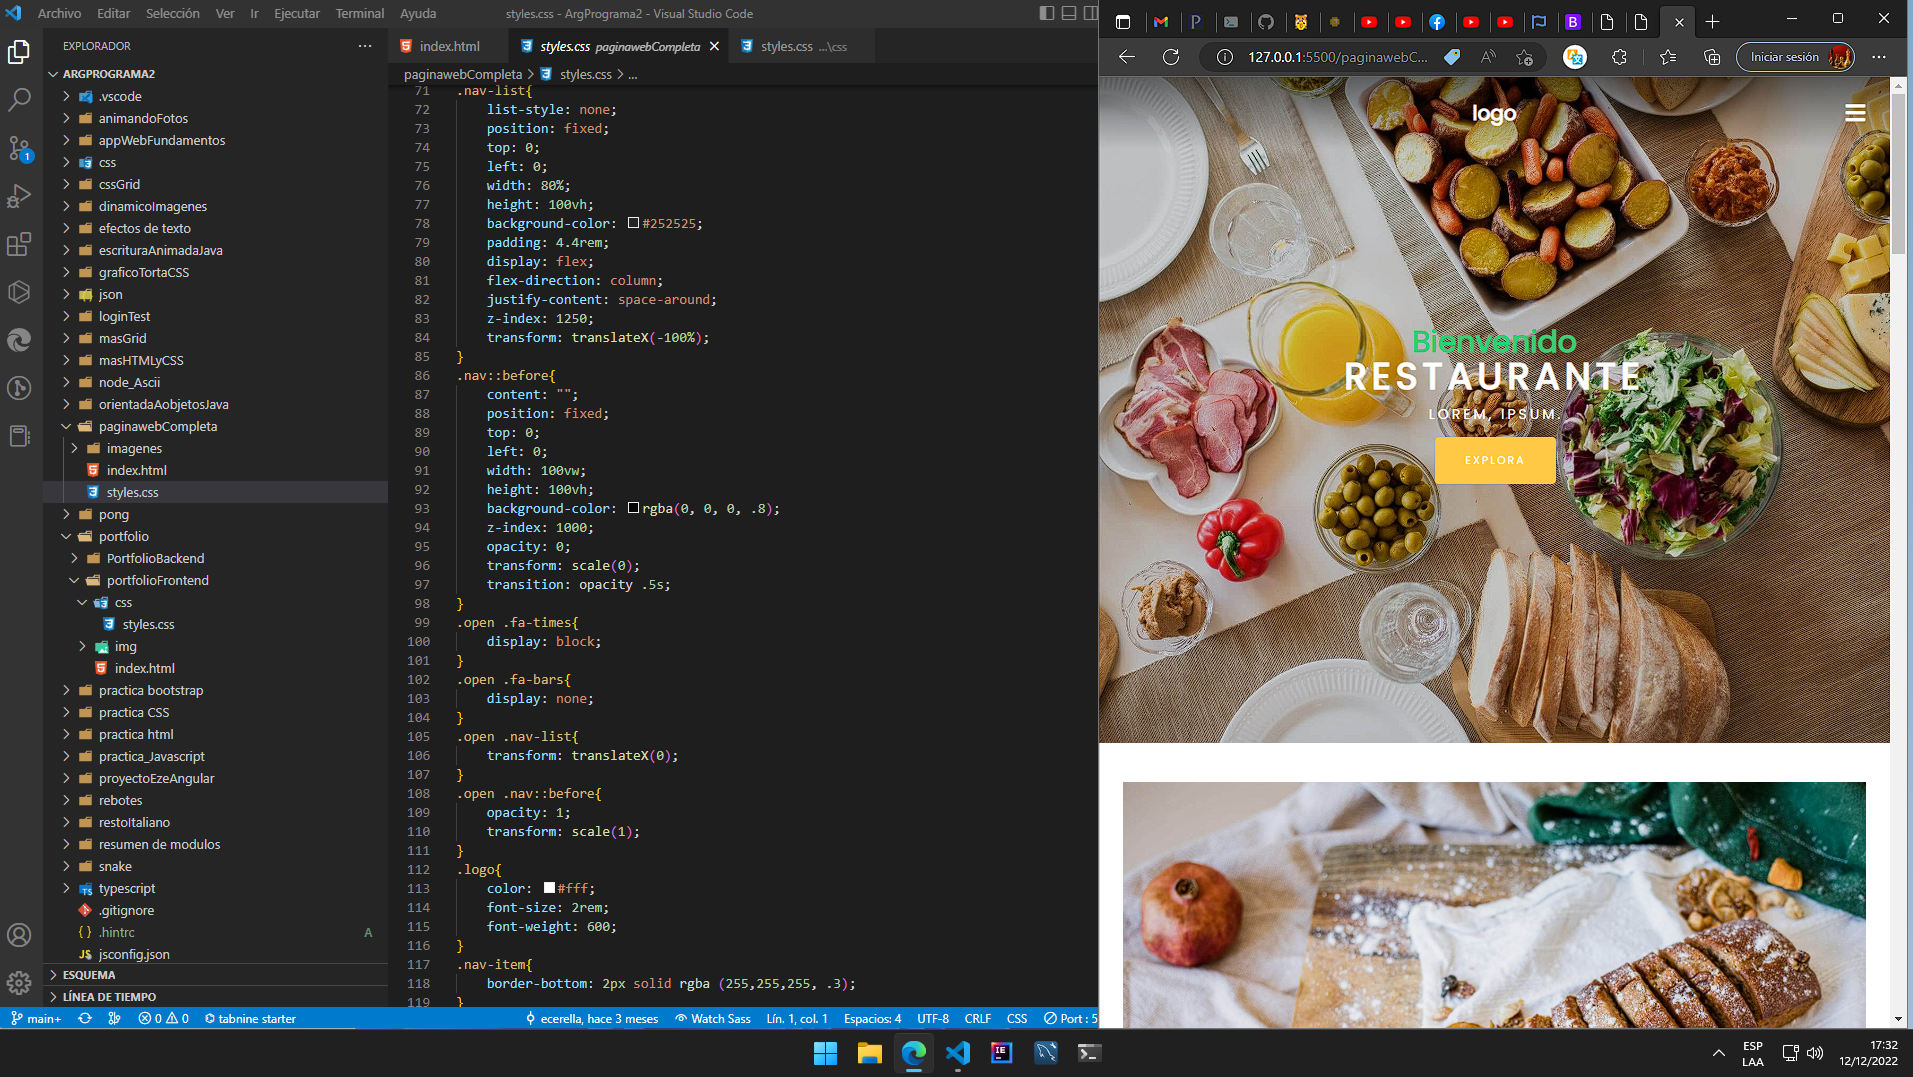 Archivo Editar Selección Ver Ir Ejecutar Terminal Ayuda
styles.css - ArgPrograma2 - Visual Studio Code
EXPLORADOR
ARGPROGRAMA2
.vscode
animandoFotos
appWebFundamentos
css
cssGrid
dinamicoImagenes
efectos de texto
escrituraAnimadaJava
graficoTortaCSS
json
loginTest
masGrid
masHTMLyCSS
node_Ascii
orientadaAobjetosJava
paginawebCompleta
imagenes
index.html
styles.css
pong
portfolio
PortfolioBackend
portfolioFrontend
css
styles.css
img
index.html
practica bootstrap
practica CSS
practica html
practica_Javascript
proyectoEzeAngular
rebotes
restoItaliano
resumen de modulos
snake
typescript
.gitignore
.hintrc A
jsconfig.json
ESQUEMA
LÍNEA DE TIEMPO
1
index.html
styles.css paginawebCompleta
styles.css ...\css
paginawebCompleta > styles.css > ...
71 .nav-list{
72 list-style: none;
73 position: fixed;
74 top: 0;
75 left: 0;
76 width: 80%;
77 height: 100vh;
78 background-color: #252525;
79 padding: 4.4rem;
80 display: flex;
81 flex-direction: column;
82 justify-content: space-around;
83 z-index: 1250;
84 transform: translateX(-100%);
85 }
86 .nav::before{
87 content: "";
88 position: fixed;
89 top: 0;
90 left: 0;
91 width: 100vw;
92 height: 100vh;
93 background-color: rgba(0, 0, 0, .8);
94 z-index: 1000;
95 opacity: 0;
96 transform: scale(0);
97 transition: opacity .5s;
98 }
99 .open .fa-times{
100 display: block;
101 }
102 .open .fa-bars{
103 display: none;
104 }
105 .open .nav-list{
106 transform: translateX(0);
107 }
108 .open .nav::before{
109 opacity: 1;
110 transform: scale(1);
111 }
112 .logo{
113 color: #fff;
114 font-size: 2rem;
115 font-weight: 600;
116 }
117 .nav-item{
118 border-bottom: 2px solid rgba (255,255,255, .3);
119 }
main+ 0 0 tabnine starter
ecerella, hace 3 meses Watch Sass Lín. 1, col. 1 Espacios: 4 UTF-8 CRLF CSS Port : 5
127.0.0.1:5500/paginawebC...
Iniciar sesión
logo
Bienvenido
RESTAURANTE
LOREM, IPSUM.
EXPLORA
ESP
LAA
17:32
12/12/2022